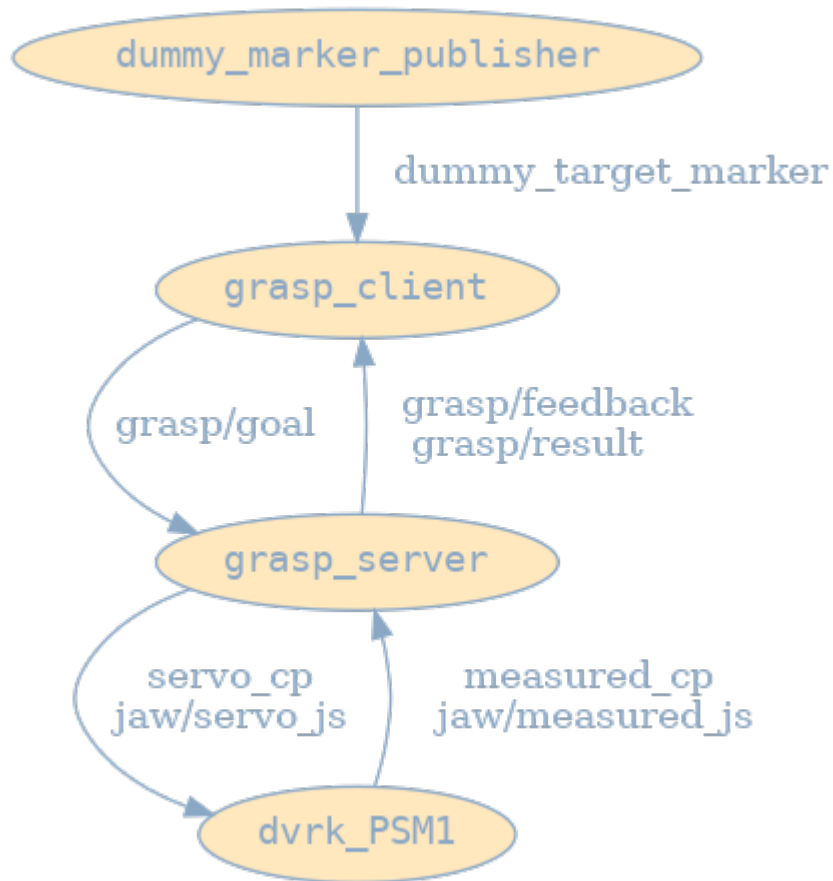 dummy_marker_publisher
dummy_target_marker
grasp_client
grasp/goal
grasp/feedback
grasp/result
grasp_server
servo_cp
jaw/servo_js
measured_cp
jaw/measured_js
dvrk_PSM1